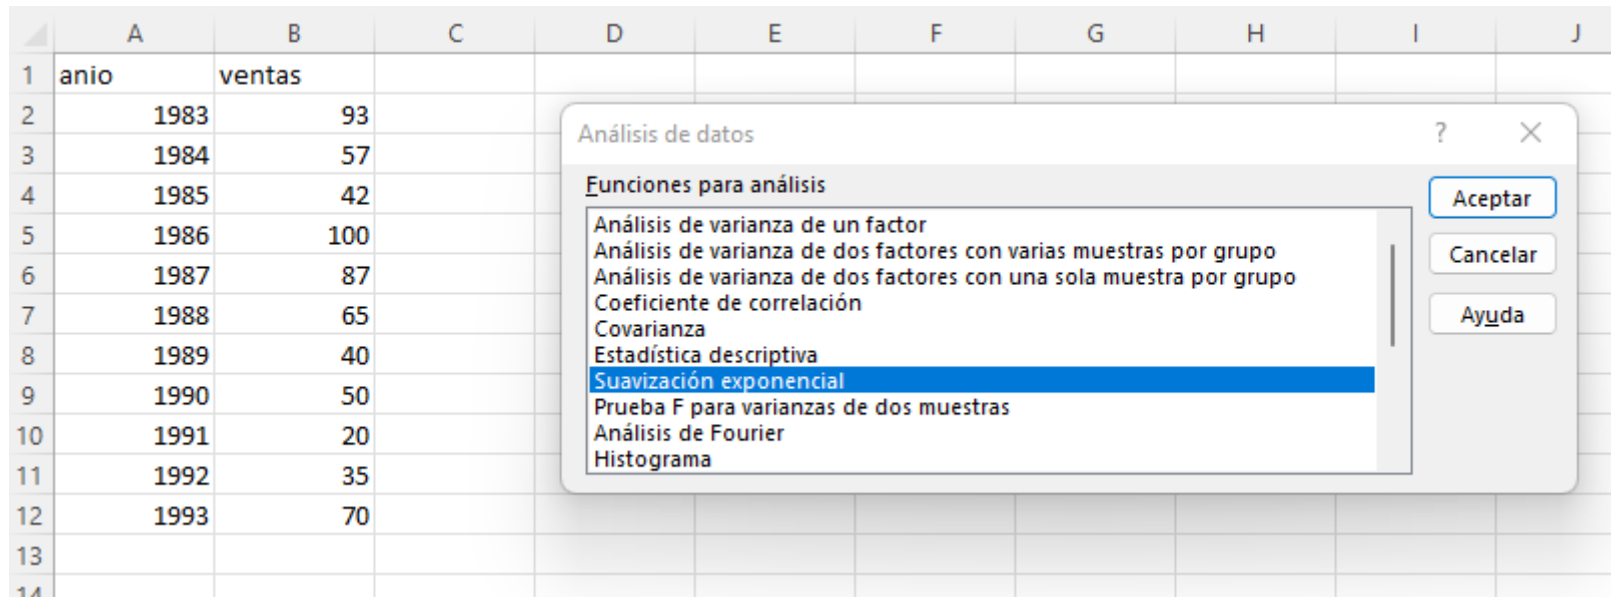 A B C D E F G H I J
1 anio ventas
2 1983 93
3 1984 57
4 1985 42
5 1986 100
6 1987 87
7 1988 65
8 1989 40
9 1990 50
10 1991 20
11 1992 35
12 1993 70
13
14
Análisis de datos ?
Funciones para análisis
Análisis de varianza de un factor
Análisis de varianza de dos factores con varias muestras por grupo
Análisis de varianza de dos factores con una sola muestra por grupo
Coeficiente de correlación
Covarianza
Estadística descriptiva
Suavización exponencial
Prueba F para varianzas de dos muestras
Análisis de Fourier
Histograma
Aceptar
Cancelar
Ayuda